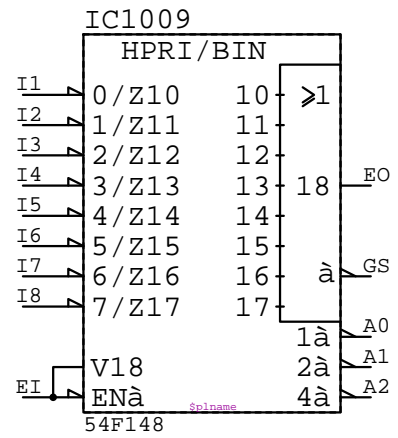 IC1009
HPRI/BIN
I1 0/Z10 10 ⩾1
I2 1/Z11 11
I3 2/Z12 12
I4 3/Z13 13 18 EO
I5 4/Z14 14
I6 5/Z15 15
I7 6/Z16 16 à GS
I8 7/Z17 17
1à A0
V18 2à A1
EI ENà 4à A2
$plname
54F148